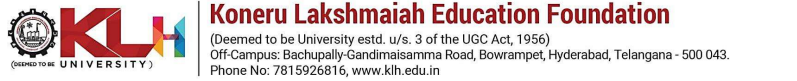 KLH
(DEEMED TO BE UNIVERSITY)
Koneru Lakshmaiah Education Foundation
(Deemed to be University estd. u/s. 3 of the UGC Act, 1956)
Off-Campus: Bachupally-Gandimaisamma Road, Bowrampet, Hyderabad, Telangana - 500 043.
Phone No: 7815926816, www.klh.edu.in